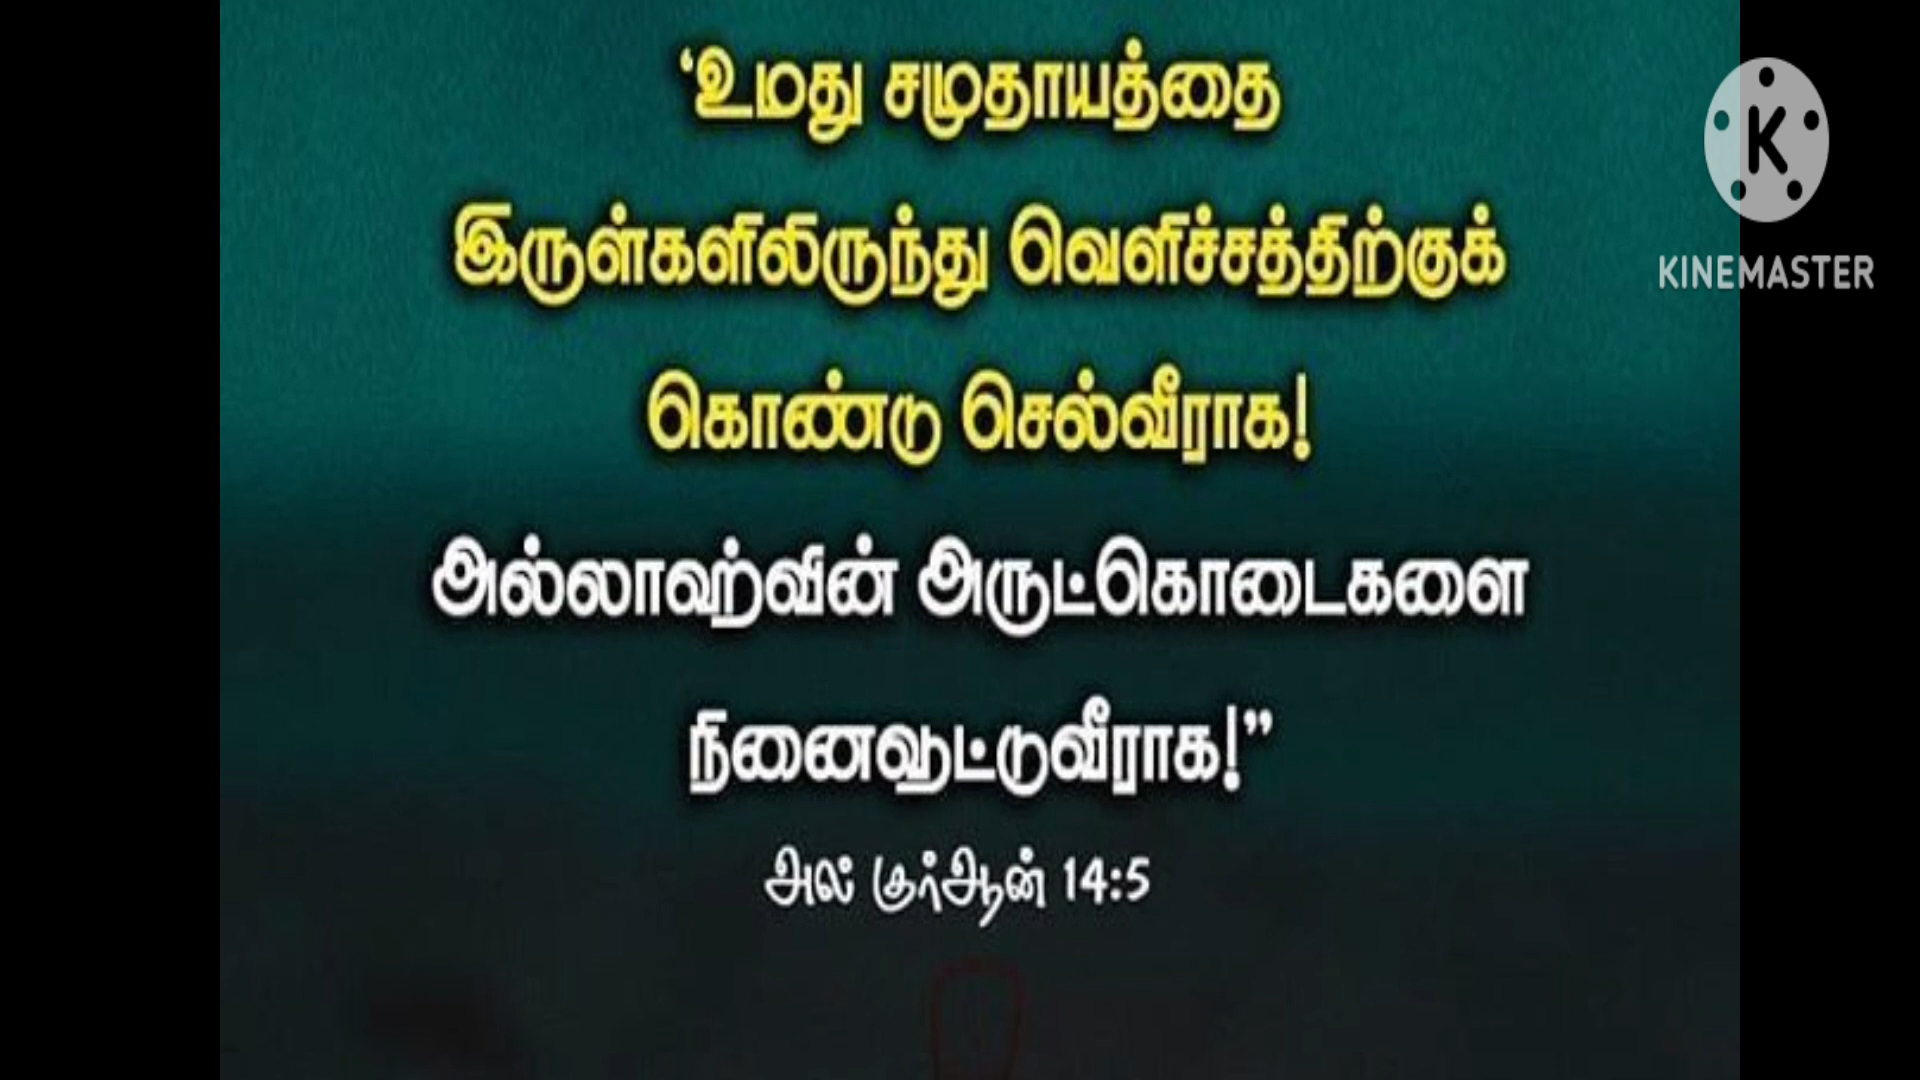 ‘உமது சமுதாயத்தை
இருள்களிலிருந்து வெளிச்சத்திற்குக்
கொண்டு செல்வீராக!
அல்லாஹ்வின் அருட்கொடைகளை
நினைவூட்டுவீராக!”
அல் குர்ஆன் 14:5
K
KINEMASTER